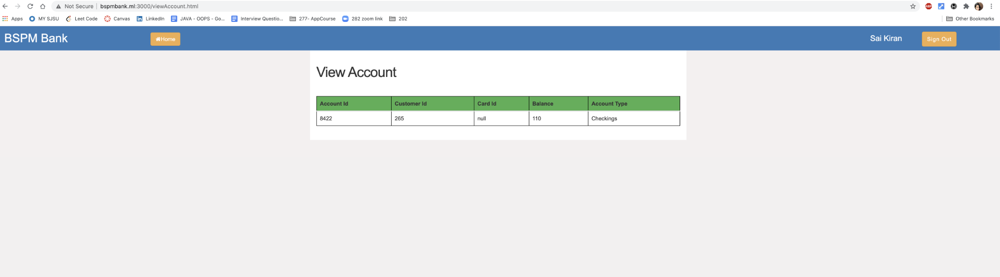 Not Secure | bspmbank.ml:3000/viewAccount.html
ABP
Apps MY SJSU Leet Code Canvas LinkedIn JAVA - OOPS - Go... Interview Questio... 277- AppCourse 282 zoom link 202 Other Bookmarks
BSPM Bank Home Sai Kiran Sign Out
View Account
Account Id Customer Id Card Id Balance Account Type
8422 265 null 110 Checkings